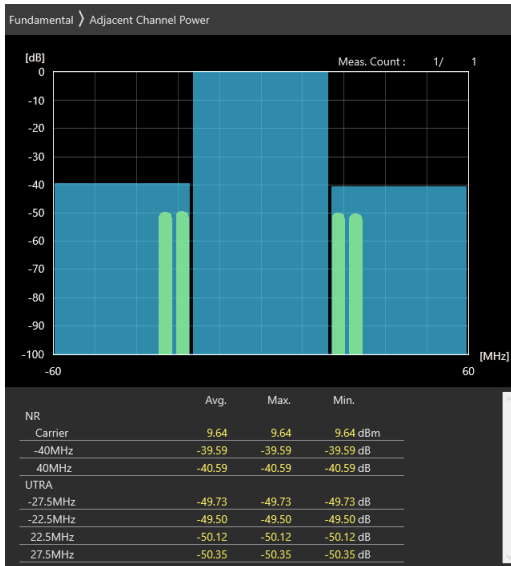 Fundamental 〉 Adjacent Channel Power
[dB]
Meas. Count : 1/ 1
0
-10
-20
-30
-40
-50
-60
-70
-80
-90
-100
[MHz]
-60 60
Avg. Max. Min.
NR
Carrier 9.64 9.64 9.64 dBm
-40MHz -39.59 -39.59 -39.59 dB
40MHz -40.59 -40.59 -40.59 dB
UTRA
-27.5MHz -49.73 -49.73 -49.73 dB
-22.5MHz -49.50 -49.50 -49.50 dB
22.5MHz -50.12 -50.12 -50.12 dB
27.5MHz -50.35 -50.35 -50.35 dB